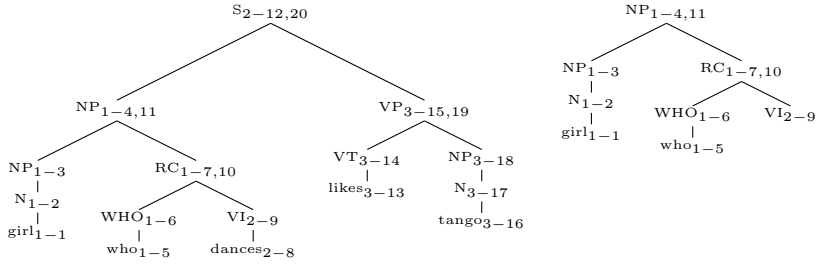 S₂₋₁₂,₂₀ NP₁₋₄,₁₁
NP₁₋₃ RC₁₋₇,₁₀
NP₁₋₄,₁₁ VP₃₋₁₅,₁₉ N₁₋₂ WHO₁₋₆ VI₂₋₉
girl₁₋₁ who₁₋₅
NP₁₋₃ RC₁₋₇,₁₀ VT₃₋₁₄ NP₃₋₁₈
likes₃₋₁₃ N₃₋₁₇
N₁₋₂ WHO₁₋₆ VI₂₋₉ tango₃₋₁₆
girl₁₋₁ who₁₋₅ dances₂₋₈